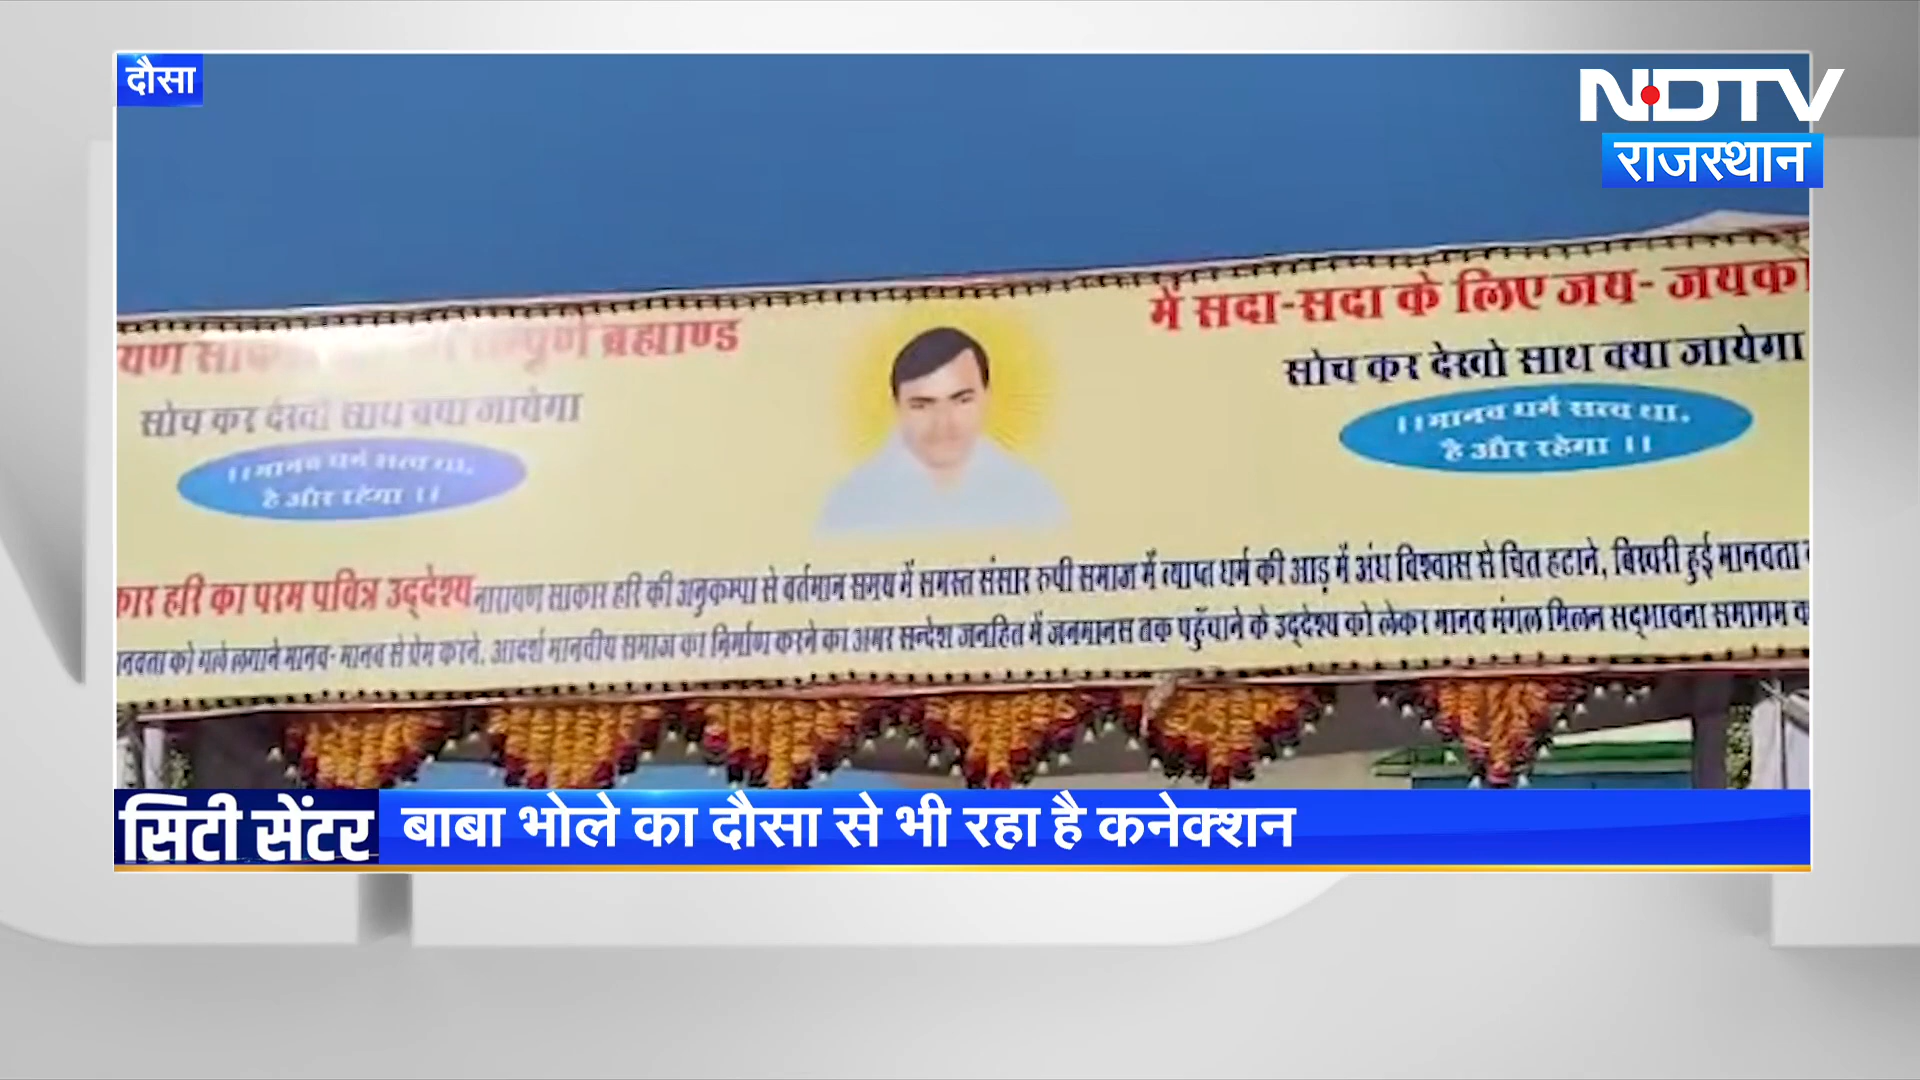 दौसा
NDTV
राजस्थान
ब्रह्माण्ड
में सदा-सदा के लिए जय- जयका
सोच कर देखो साथ क्या जायेगा
सोच कर देखो साथ क्या जायेगा
।।मानव धर्म सत्य था,
है और रहेगा ।।
।।मानव धर्म सत्य था,
है और रहेगा ।।
कार हरि का परम पवित्र उद्देश्य नारायण साकार हरि की अनुकम्पा से वर्तमान समय में समस्त संसार रुपी समाज में व्याप्त धर्म की आड़ में अंध विश्वास से चित हटाने, बिखरी हुई मानवता
को गले लगाने मानव- मानव से प्रेम करने, आदर्श मानवीय समाज का निर्माण करने का अमर सन्देश जनहित में जनमानस तक पहुँचाने के उद्देश्य को लेकर मानव मंगल मिलन सद्भावना समागम
सिटी सेंटर
बाबा भोले का दौसा से भी रहा है कनेक्शन